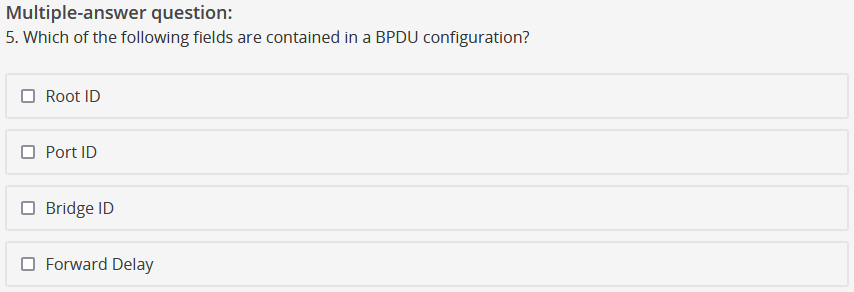 Multiple-answer question:
5. Which of the following fields are contained in a BPDU configuration?
Root ID
Port ID
Bridge ID
Forward Delay